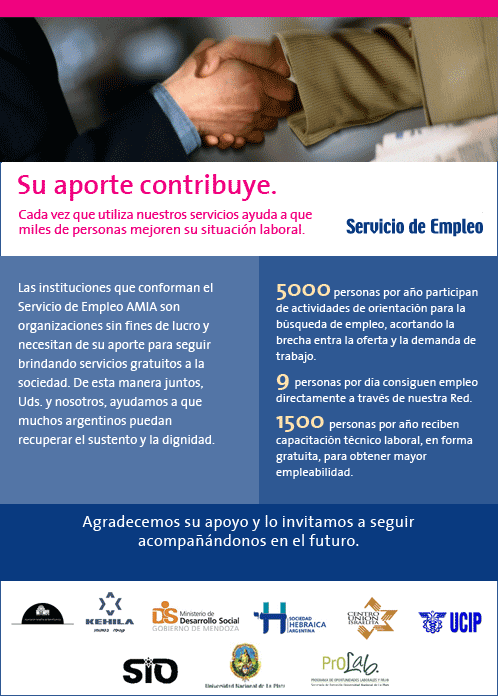 Su aporte contribuye.
Cada vez que utiliza nuestros servicios ayuda a que
miles de personas mejoren su situación laboral.
Servicio de Empleo
Las instituciones que conforman el
Servicio de Empleo AMIA son
organizaciones sin fines de lucro y
necesitan de su aporte para seguir
brindando servicios gratuitos a la
sociedad. De esta manera juntos,
Uds. y nosotros, ayudamos a que
muchos argentinos puedan
recuperar el sustento y la dignidad.
5000 personas por año participan
de actividades de orientación para la
búsqueda de empleo, acortando la
brecha entra la oferta y la demanda de
trabajo.
9 personas por día consiguen empleo
directamente a través de nuestra Red.
1500 personas por año reciben
capacitación técnico laboral, en forma
gratuita, para obtener mayor
empleabilidad.
Agradecemos su apoyo y lo invitamos a seguir
acompañándonos en el futuro.
KEHILA
DS Ministerio de
Desarrollo Social
GOBIERNO DE MENDOZA
SOCIEDAD
HEBRAICA
ARGENTINA
CENTRO
UNION
ISRAELITA
UCIP
SIO
Universidad Nacional de La Plata
ProLab.
PROGRAMA DE OPORTUNIDADES LABORALES Y PYME